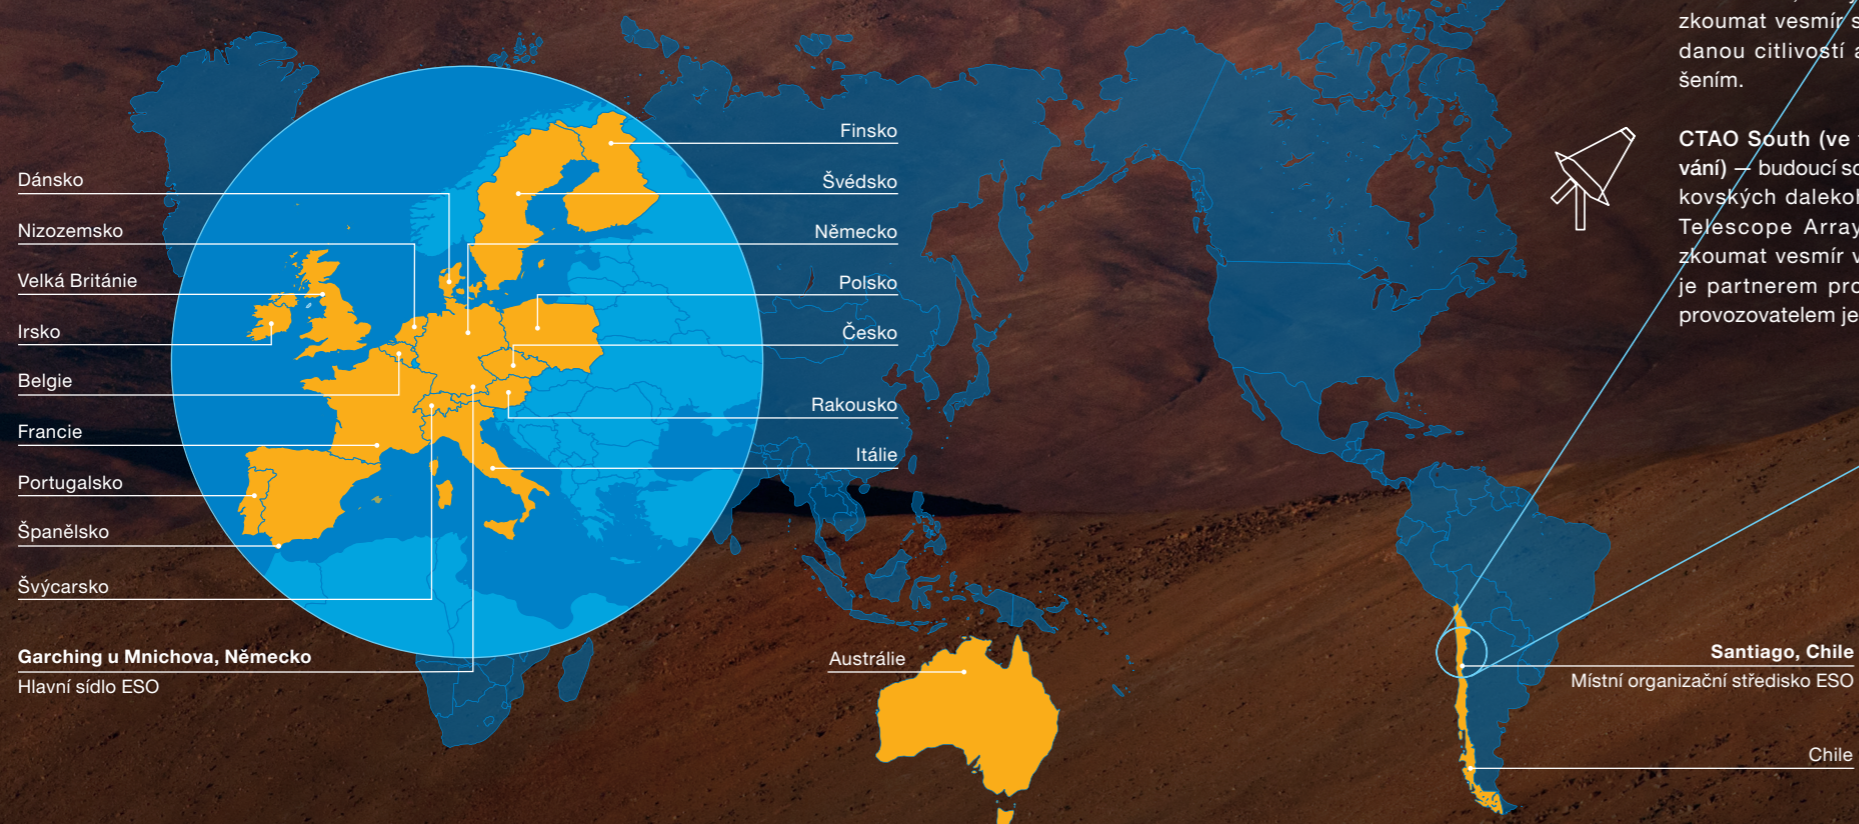 Dánsko
Nizozemsko
Velká Británie
Irsko
Belgie
Francie
Portugalsko
Španělsko
Švýcarsko
Garching u Mnichova, Německo
Hlavní sídlo ESO
Finsko
Švédsko
Německo
Polsko
Česko
Rakousko
Itálie
Austrálie
zkoumat vesmír s
danou citlivostí a
šením.
CTAO South (ve
vání) — budoucí so
kovských dalekoh
Telescope Array
zkoumat vesmír v
je partnerem pro
provozovatelem je
Santiago, Chile
Místní organizační středisko ESO
Chile